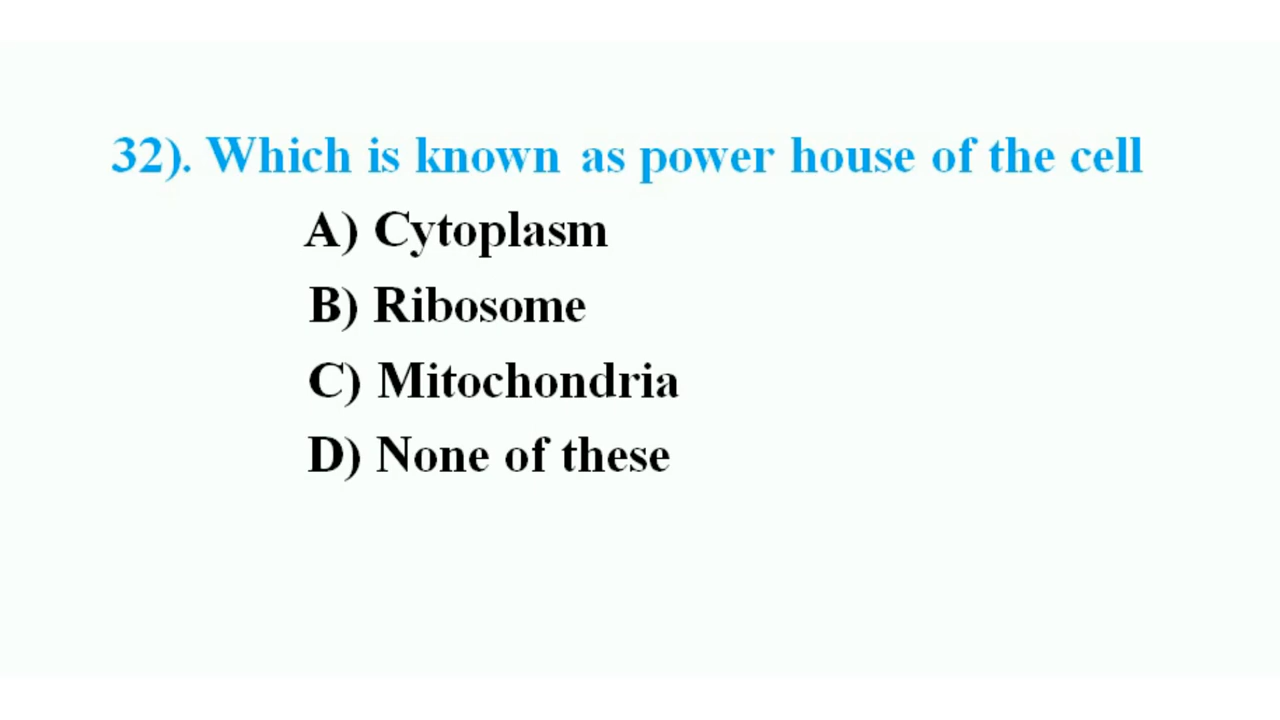 32). Which is known as power house of the cell
A) Cytoplasm
B) Ribosome
C) Mitochondria
D) None of these